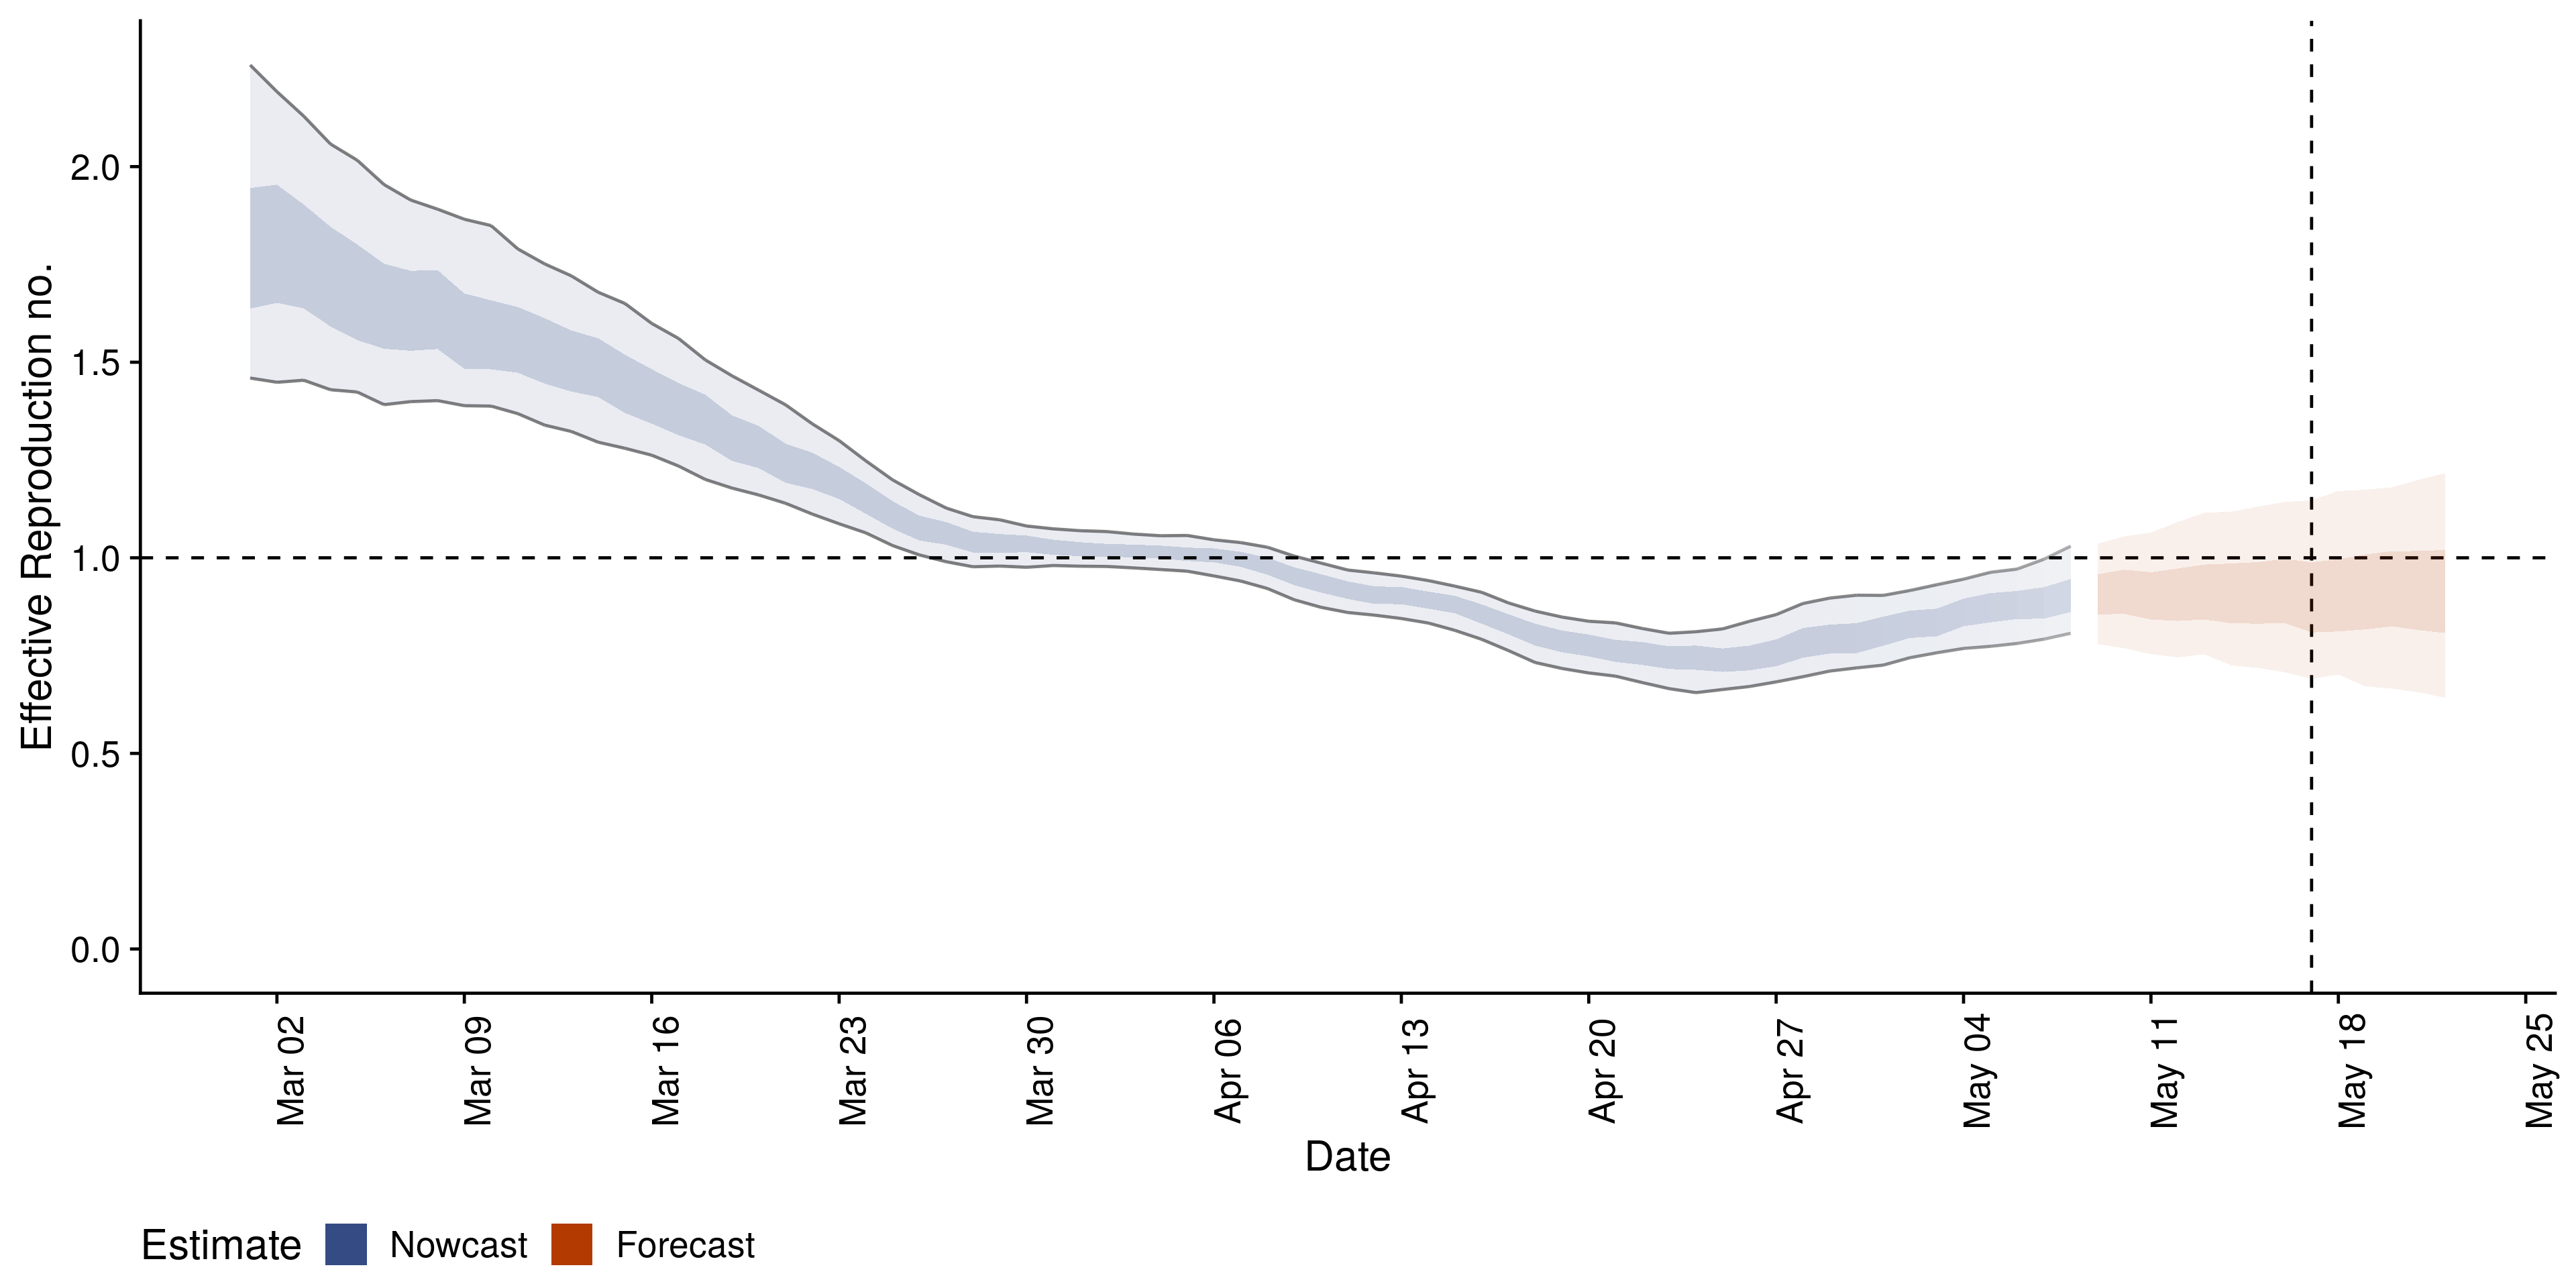 Effective Reproduction no.
2.0
1.5
1.0
0.5
0.0
Mar 02
Mar 09
Mar 16
Mar 23
Mar 30
Apr 06
Apr 13
Apr 20
Apr 27
May 04
May 11
May 18
May 25
Date
Estimate Nowcast Forecast